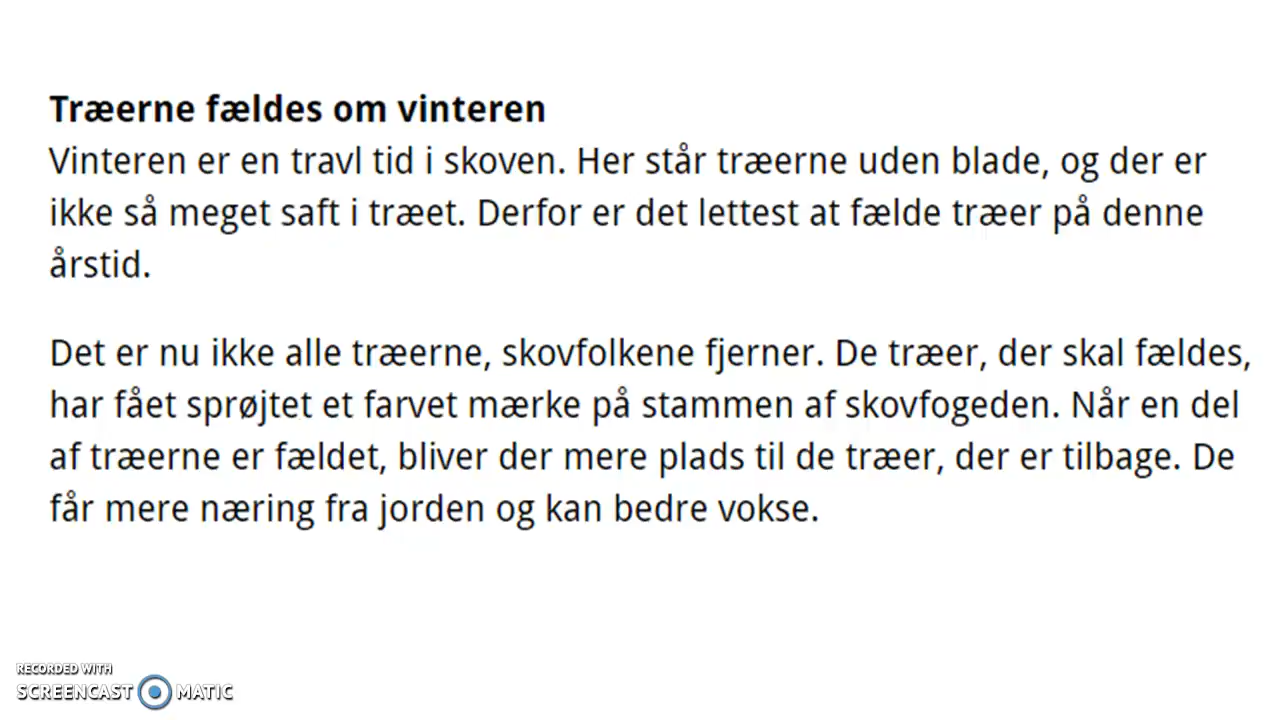 Træerne fældes om vinteren
Vinteren er en travl tid i skoven. Her står træerne uden blade, og der er
ikke så meget saft i træet. Derfor er det lettest at fælde træer på denne
årstid.
Det er nu ikke alle træerne, skovfolkene fjerner. De træer, der skal fældes,
har fået sprøjtet et farvet mærke på stammen af skovfogeden. Når en del
af træerne er fældet, bliver der mere plads til de træer, der er tilbage. De
får mere næring fra jorden og kan bedre vokse.
RECORDED WITH
SCREENCAST MATIC